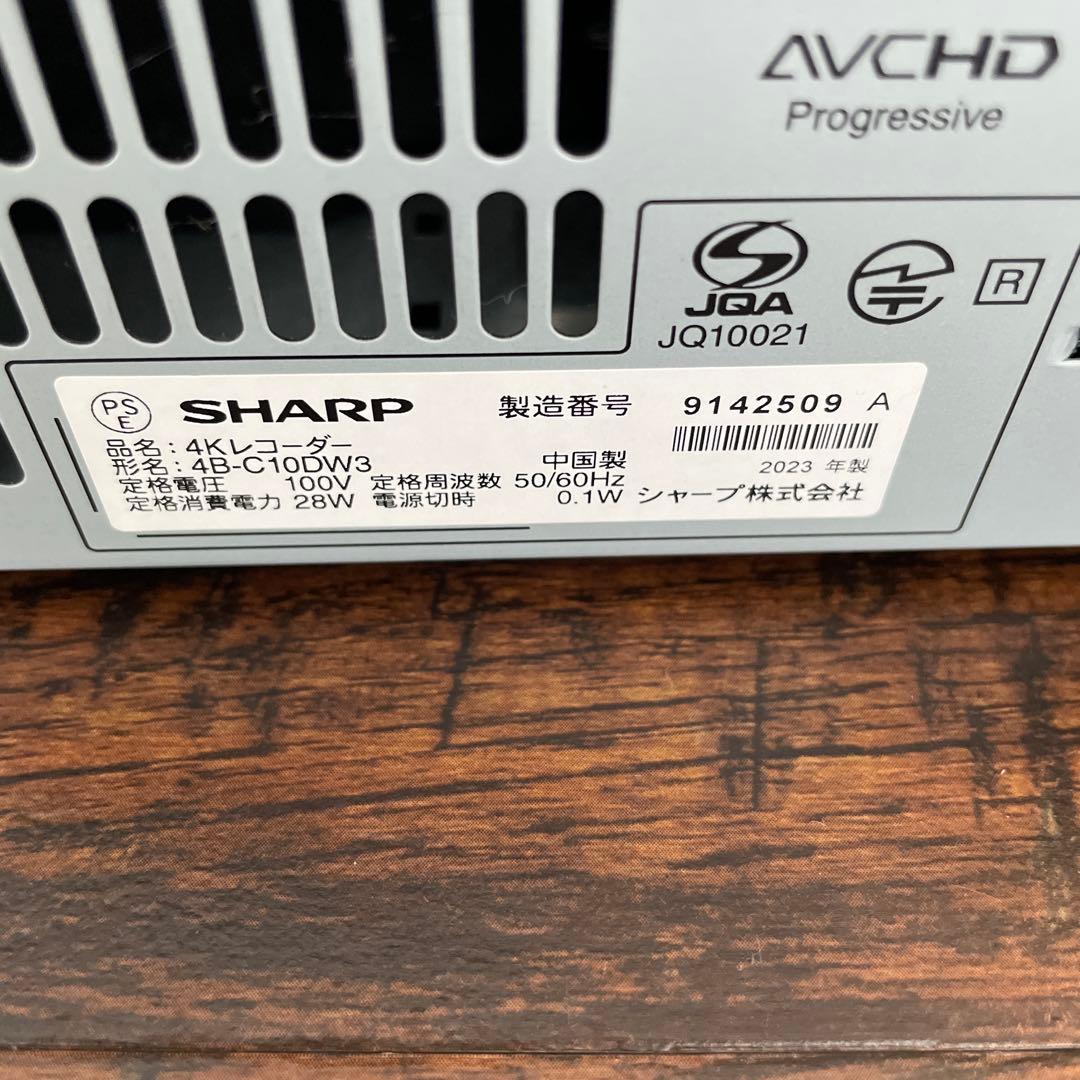 AVCHD
Progressive
JQA
JQ10021
R
PSE SHARP 製造番号 9142509 A
品名：4Kレコーダー
形名：4B-C10DW3 中国製 2023 年製
定格電圧 100V 定格周波数 50/60Hz
定格消費電力 28W 電源切時 0.1W シャープ株式会社